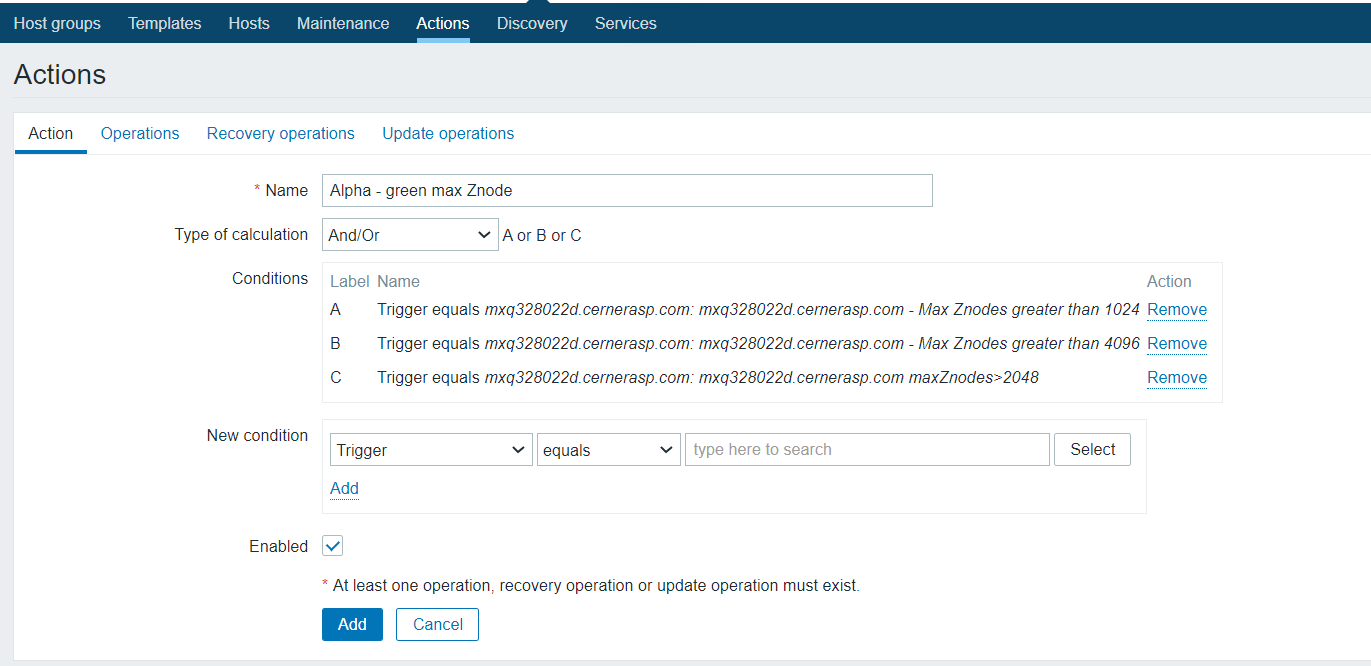 Host groups Templates Hosts Maintenance Actions Discovery Services
Actions
Action Operations Recovery operations Update operations
* Name Alpha - green max Znode
Type of calculation And/Or A or B or C
Conditions Label Name Action
A Trigger equals mxq328022d.cernerasp.com: mxq328022d.cernerasp.com - Max Znodes greater than 1024 Remove
B Trigger equals mxq328022d.cernerasp.com: mxq328022d.cernerasp.com - Max Znodes greater than 4096 Remove
C Trigger equals mxq328022d.cernerasp.com: mxq328022d.cernerasp.com maxZnodes>2048 Remove
New condition Trigger equals type here to search Select
Add
Enabled
* At least one operation, recovery operation or update operation must exist.
Add Cancel